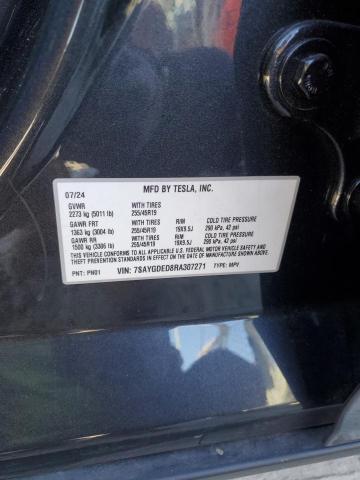 07/24 MFD BY TESLA, INC.
GVWR WITH TIRES
2273 kg (5011 lb) 255/45R19
GAWR FRT WITH TIRES RIM COLD TIRE PRESSURE
1363 kg (3004 lb) 255/45R19 19X9.5J 290 kPa, 42 psi
GAWR RR WITH TIRES RIM COLD TIRE PRESSURE
1500 kg (3306 lb) 255/45R19 19X9.5J 290 kPa, 42 psi
THIS VEHICLE CONFORMS TO ALL APPLICABLE U.S. FEDERAL MOTOR VEHICLE SAFETY AND
THEFT PREVENTION STANDARDS IN EFFECT ON THE DATE OF MANUFACTURE SHOWN ABOVE.
PNT: PN01 VIN: 7SAYGDED8RA307271 TYPE: MPV